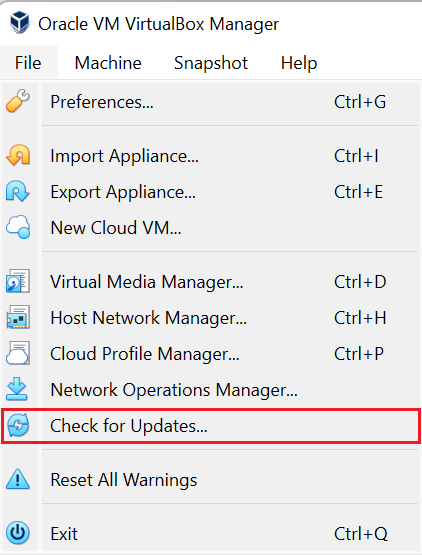 Oracle VM VirtualBox Manager
File Machine Snapshot Help
Preferences... Ctrl+G
Import Appliance... Ctrl+I
Export Appliance... Ctrl+E
New Cloud VM...
Virtual Media Manager... Ctrl+D
Host Network Manager... Ctrl+H
Cloud Profile Manager... Ctrl+P
Network Operations Manager...
Check for Updates...
Reset All Warnings
Exit Ctrl+Q